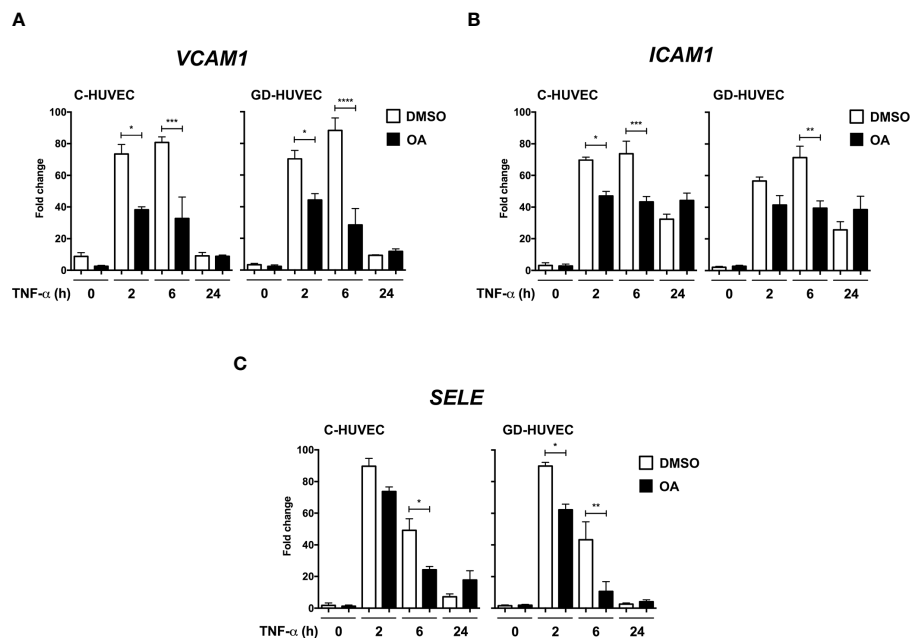 A
VCAM1
C-HUVEC
GD-HUVEC
DMSO
OA
* *** * ****
Fold change
100
80
60
40
20
0
TNF-α (h) 0 2 6 24 0 2 6 24
B
ICAM1
C-HUVEC
GD-HUVEC
DMSO
OA
* *** **
Fold change
100
80
60
40
20
0
TNF-α (h) 0 2 6 24 0 2 6 24
C
SELE
C-HUVEC
GD-HUVEC
DMSO
OA
* * **
Fold change
100
80
60
40
20
0
TNF-α (h) 0 2 6 24 0 2 6 24